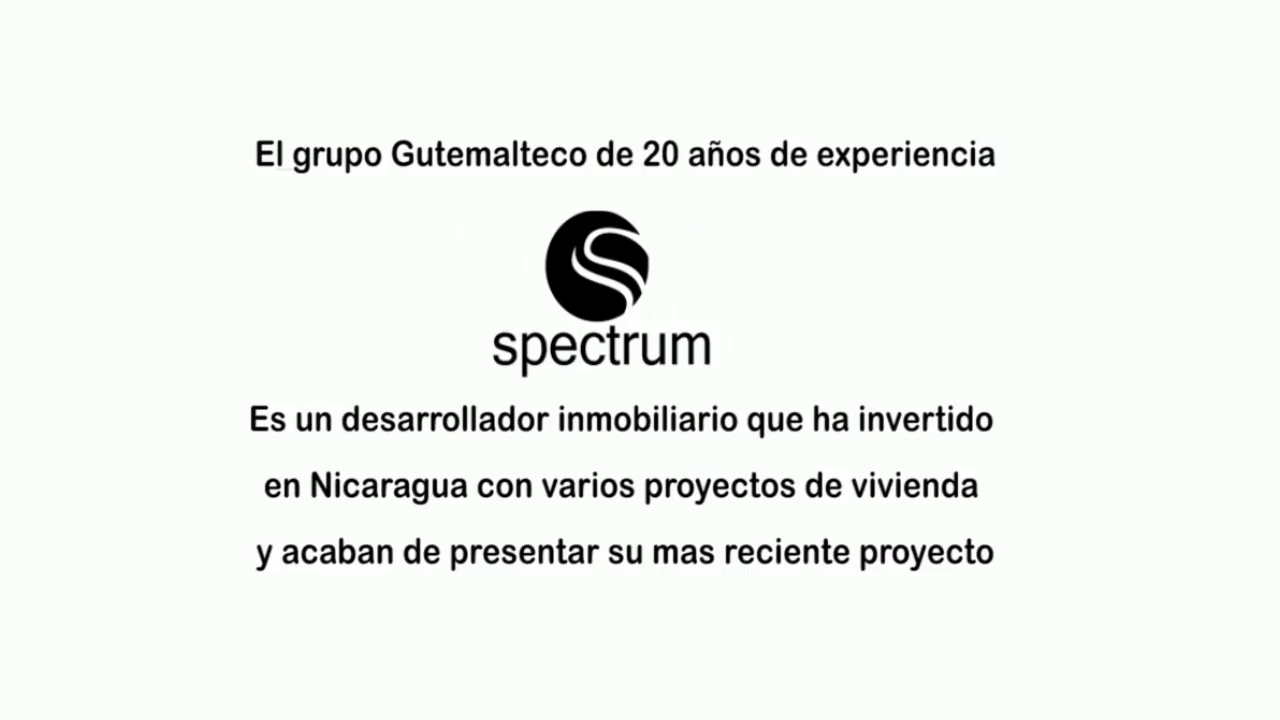 El grupo Gutemalteco de 20 años de experiencia
spectrum
Es un desarrollador inmobiliario que ha invertido
en Nicaragua con varios proyectos de vivienda
y acaban de presentar su mas reciente proyecto